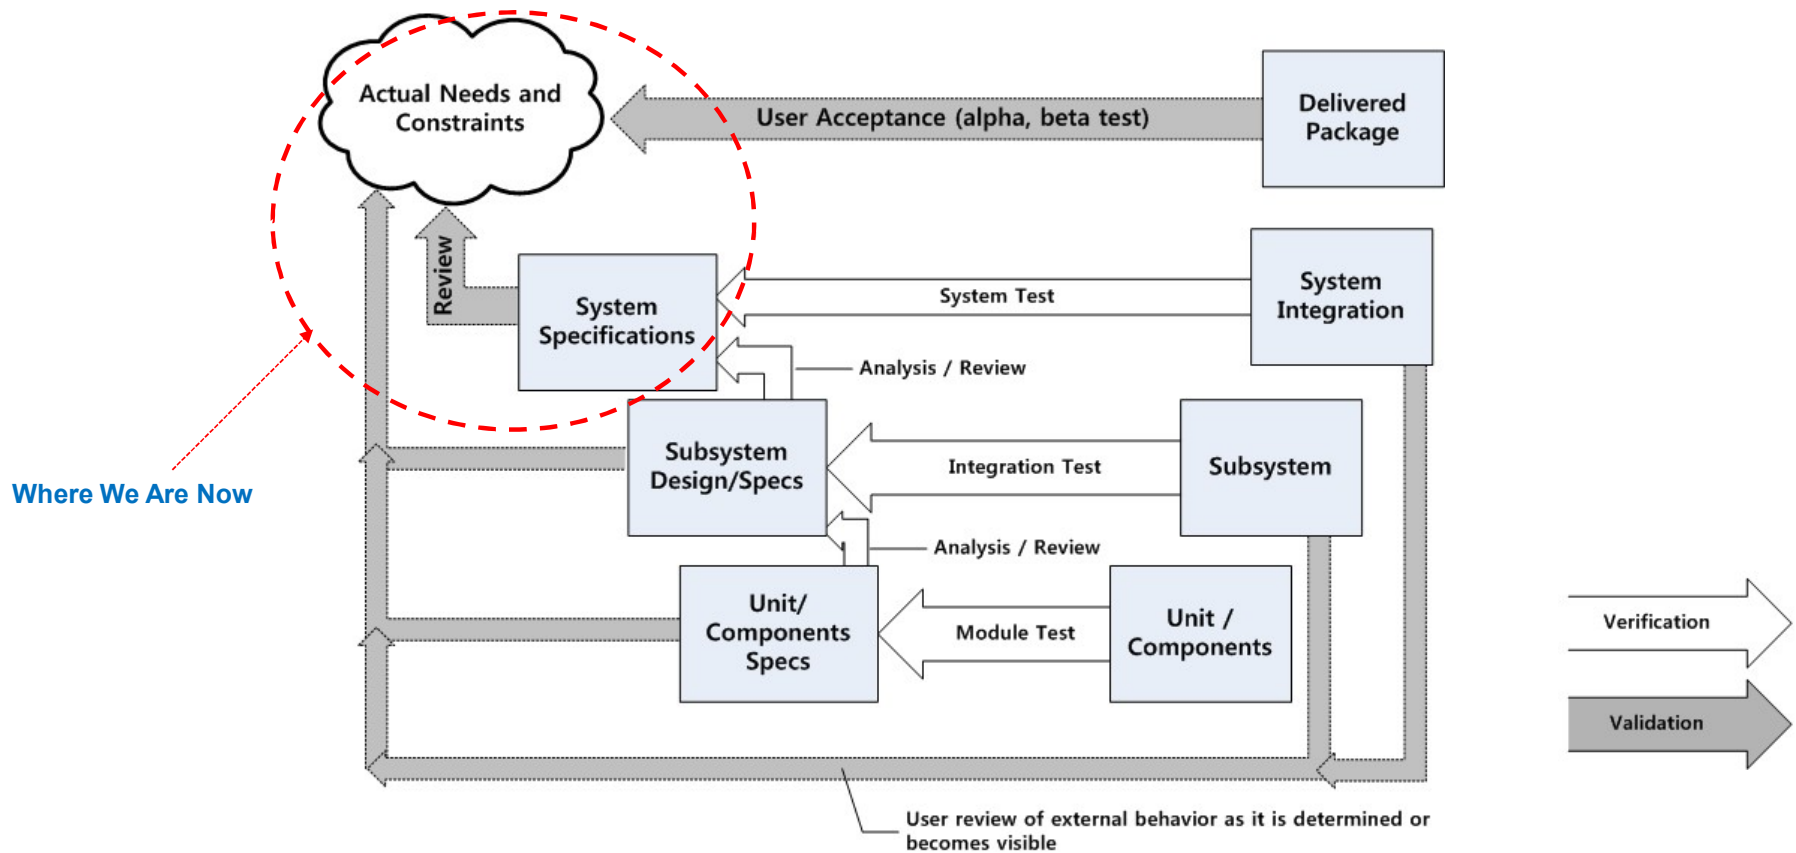 Actual Needs and
Constraints
User Acceptance (alpha, beta test)
Delivered
Package
Review
System
Specifications
System Test
System
Integration
Analysis / Review
Where We Are Now
Subsystem
Design/Specs
Integration Test
Subsystem
Analysis / Review
Unit/
Components
Specs
Module Test
Unit /
Components
Verification
Validation
User review of external behavior as it is determined or
becomes visible